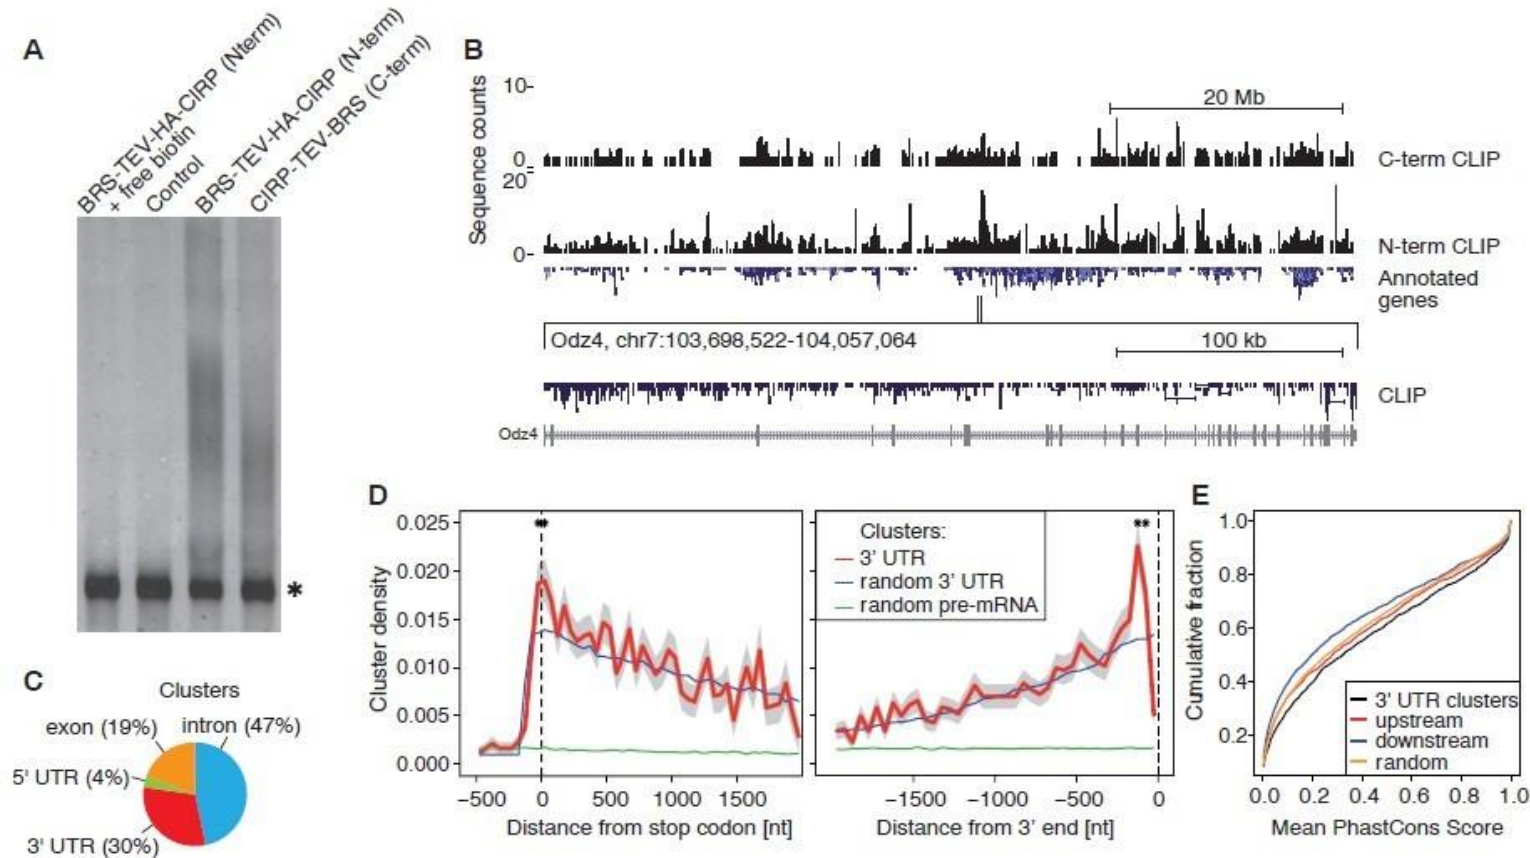 A
BRS-TEV-HA-CIRP (Nterm)
+ free biotin
Control
BRS-TEV-HA-CIRP (N-term)
CIRP-TEV-BRS (C-term)
*
B
Sequence counts
10
0
20
0
20 Mb
C-term CLIP
N-term CLIP
Annotated
genes
Odz4, chr7:103,698,522-104,057,064
100 kb
CLIP
Odz4
C
Clusters
exon (19%)
intron (47%)
5' UTR (4%)
3' UTR (30%)
D
Cluster density
0.025
0.020
0.015
0.010
0.005
0.000
**
−500 0 500 1000 1500
Distance from stop codon [nt]
Clusters:
3' UTR
random 3' UTR
random pre-mRNA
**
−1500 −1000 −500 0
Distance from 3' end [nt]
E
Cumulative fraction
1.0
0.8
0.6
0.4
0.2
3' UTR clusters
upstream
downstream
random
0.0 0.2 0.4 0.6 0.8 1.0
Mean PhastCons Score